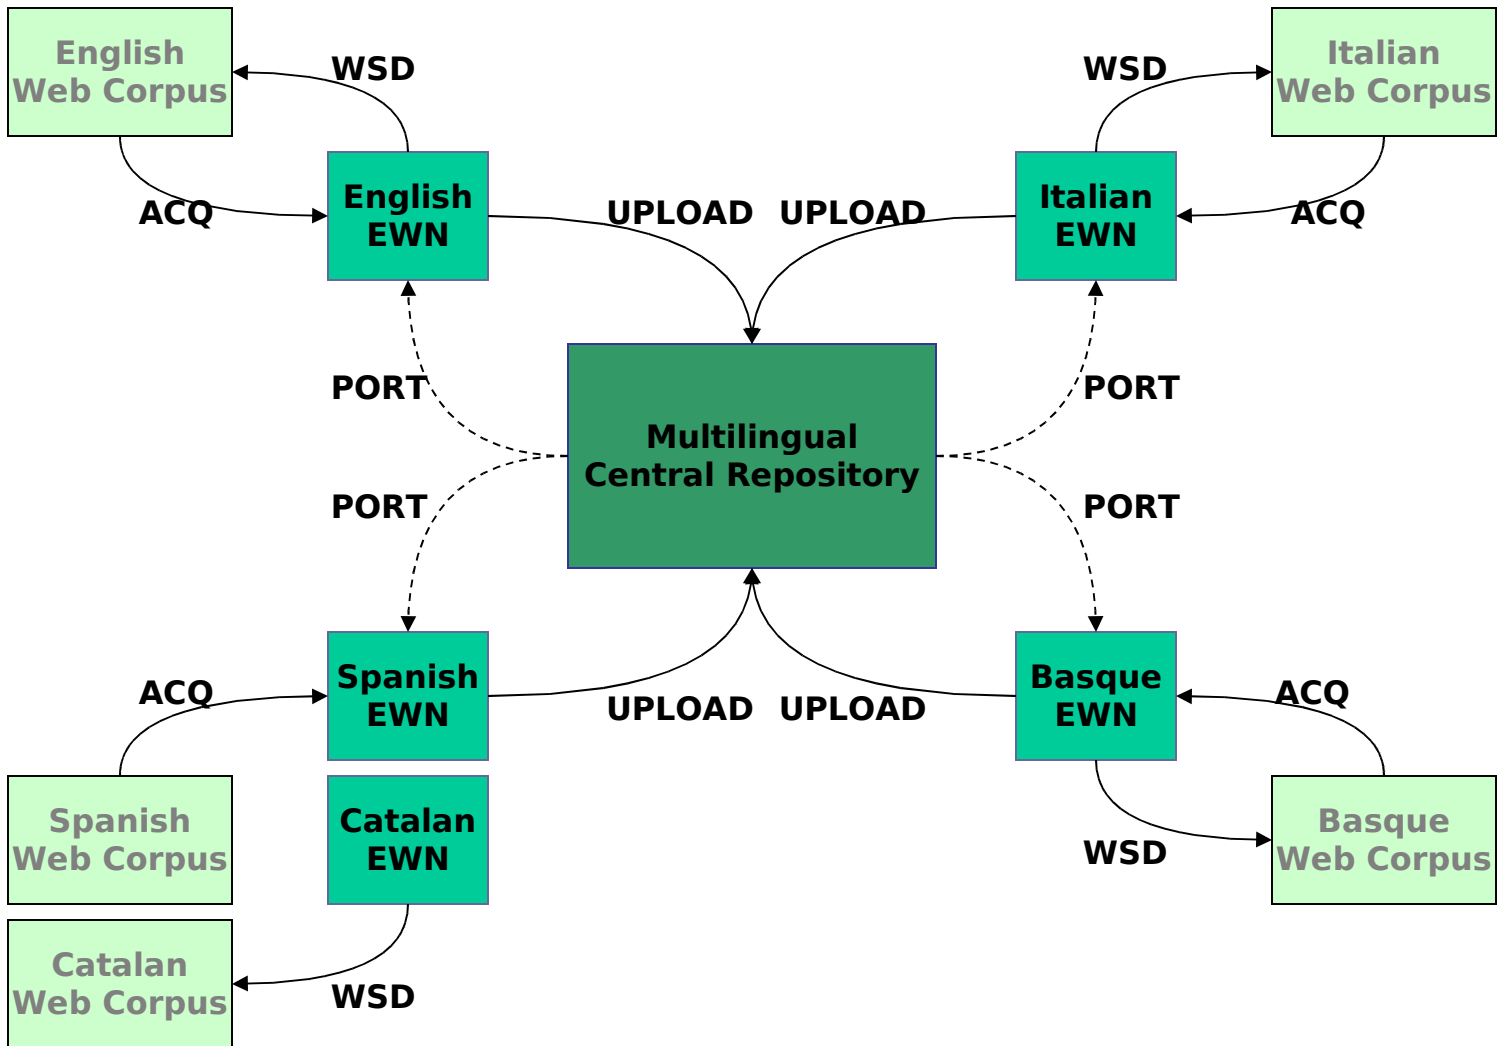 English
Web Corpus
WSD
WSD
Italian
Web Corpus
ACQ
English
EWN
UPLOAD
UPLOAD
Italian
EWN
ACQ
PORT
PORT
Multilingual
Central Repository
PORT
PORT
ACQ
Spanish
EWN
UPLOAD
UPLOAD
Basque
EWN
ACQ
Spanish
Web Corpus
Catalan
EWN
WSD
Basque
Web Corpus
Catalan
Web Corpus
WSD